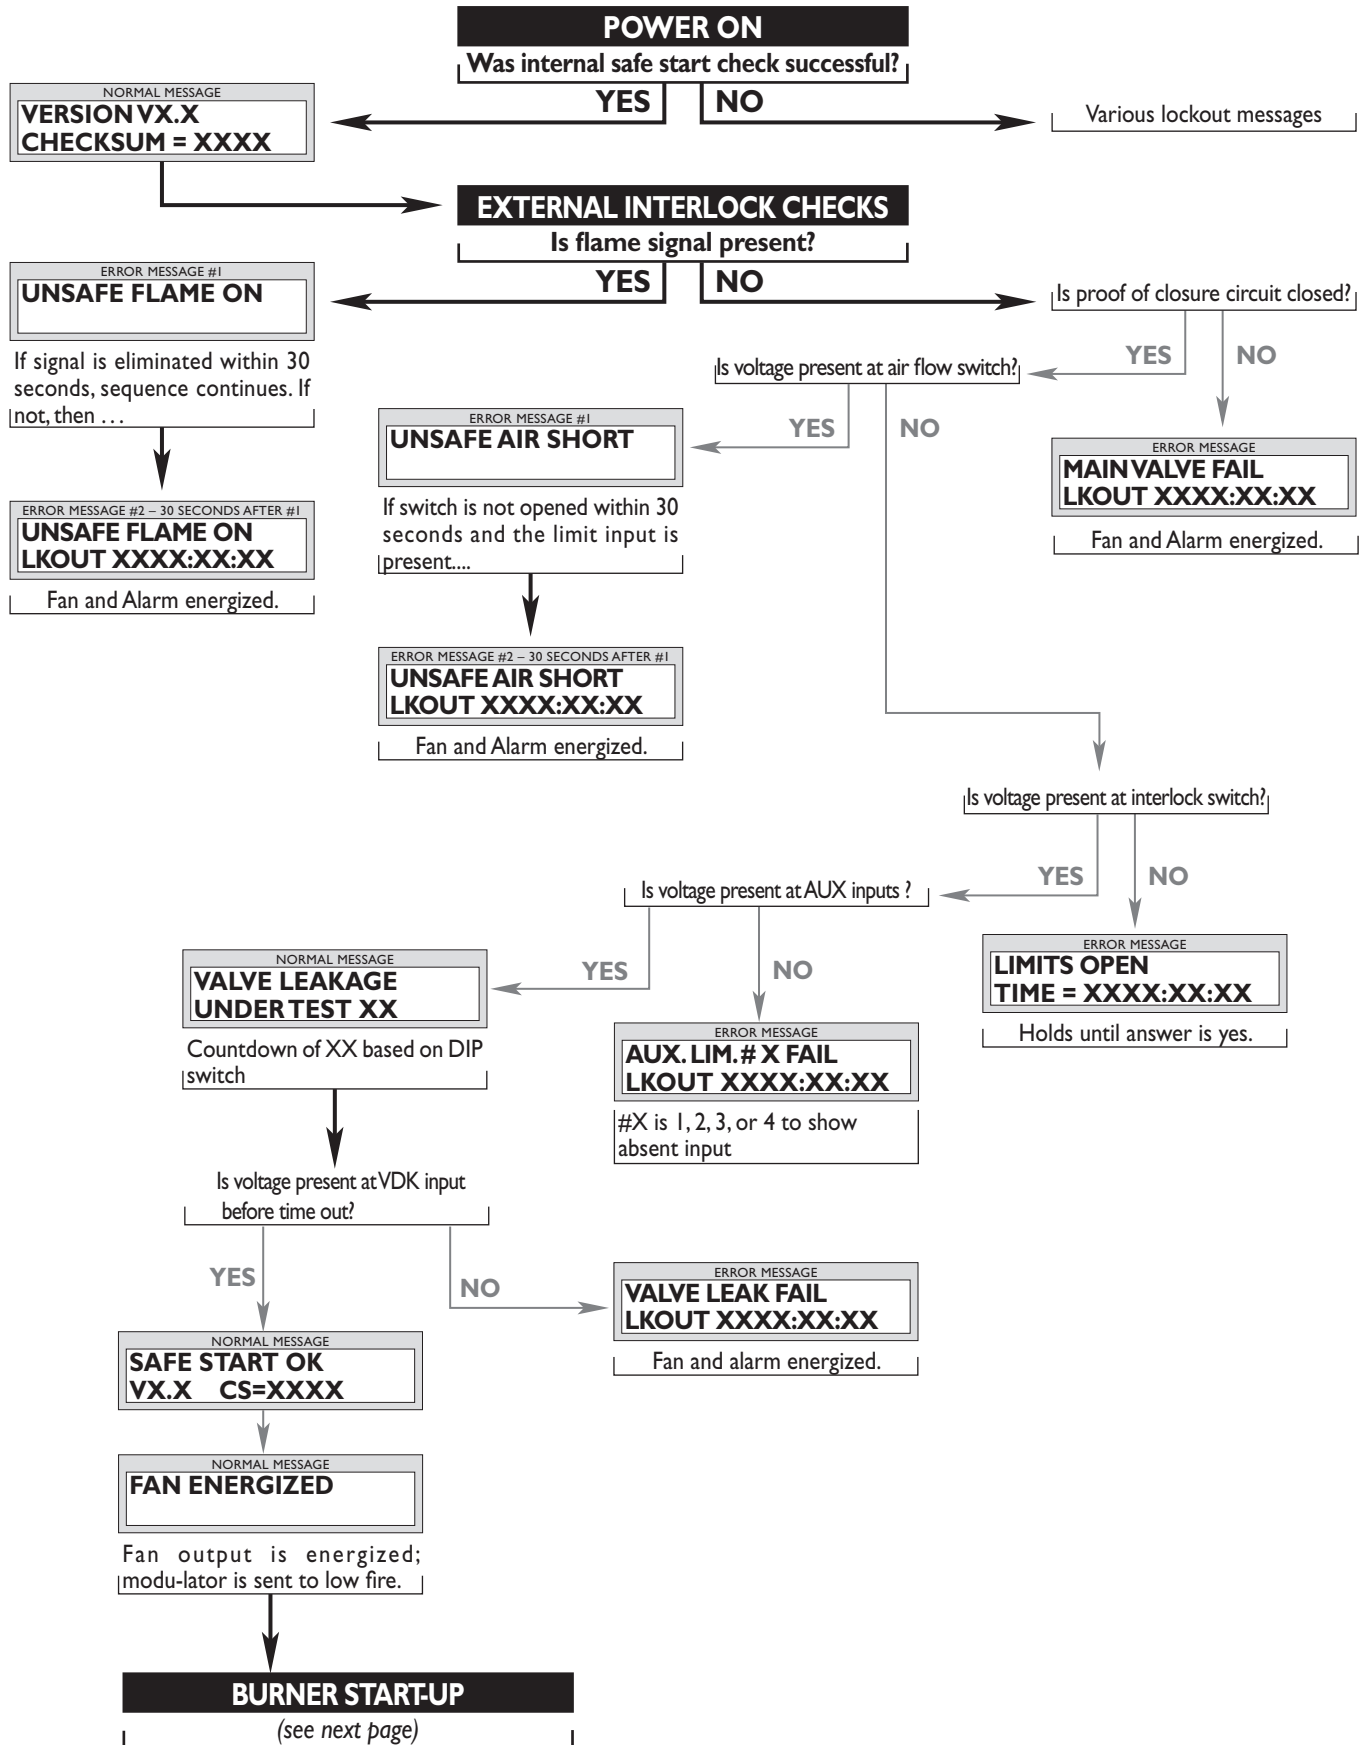 POWER ON
Was internal safe start check successful?
YES
NO
NORMAL MESSAGE
VERSION VX.X
CHECKSUM = XXXX
Various lockout messages
EXTERNAL INTERLOCK CHECKS
Is flame signal present?
YES
NO
ERROR MESSAGE #1
UNSAFE FLAME ON
If signal is eliminated within 30
seconds, sequence continues. If
not, then . . .
ERROR MESSAGE #2 – 30 SECONDS AFTER #1
UNSAFE FLAME ON
LKOUT XXXX:XX:XX
Fan and Alarm energized.
Is proof of closure circuit closed?
YES
NO
Is voltage present at air flow switch?
YES
NO
ERROR MESSAGE
MAIN VALVE FAIL
LKOUT XXXX:XX:XX
Fan and Alarm energized.
ERROR MESSAGE #1
UNSAFE AIR SHORT
If switch is not opened within 30
seconds and the limit input is
present....
ERROR MESSAGE #2 – 30 SECONDS AFTER #1
UNSAFE AIR SHORT
LKOUT XXXX:XX:XX
Fan and Alarm energized.
Is voltage present at interlock switch?
YES
NO
Is voltage present at AUX inputs ?
YES
NO
ERROR MESSAGE
LIMITS OPEN
TIME = XXXX:XX:XX
Holds until answer is yes.
NORMAL MESSAGE
VALVE LEAKAGE
UNDER TEST XX
Countdown of XX based on DIP
switch
ERROR MESSAGE
AUX. LIM. # X FAIL
LKOUT XXXX:XX:XX
#X is 1, 2, 3, or 4 to show
absent input
Is voltage present at VDK input
before time out?
YES
NO
ERROR MESSAGE
VALVE LEAK FAIL
LKOUT XXXX:XX:XX
Fan and alarm energized.
NORMAL MESSAGE
SAFE START OK
VX.X CS=XXXX
NORMAL MESSAGE
FAN ENERGIZED
Fan output is energized;
modu-lator is sent to low fire.
BURNER START-UP
(see next page)